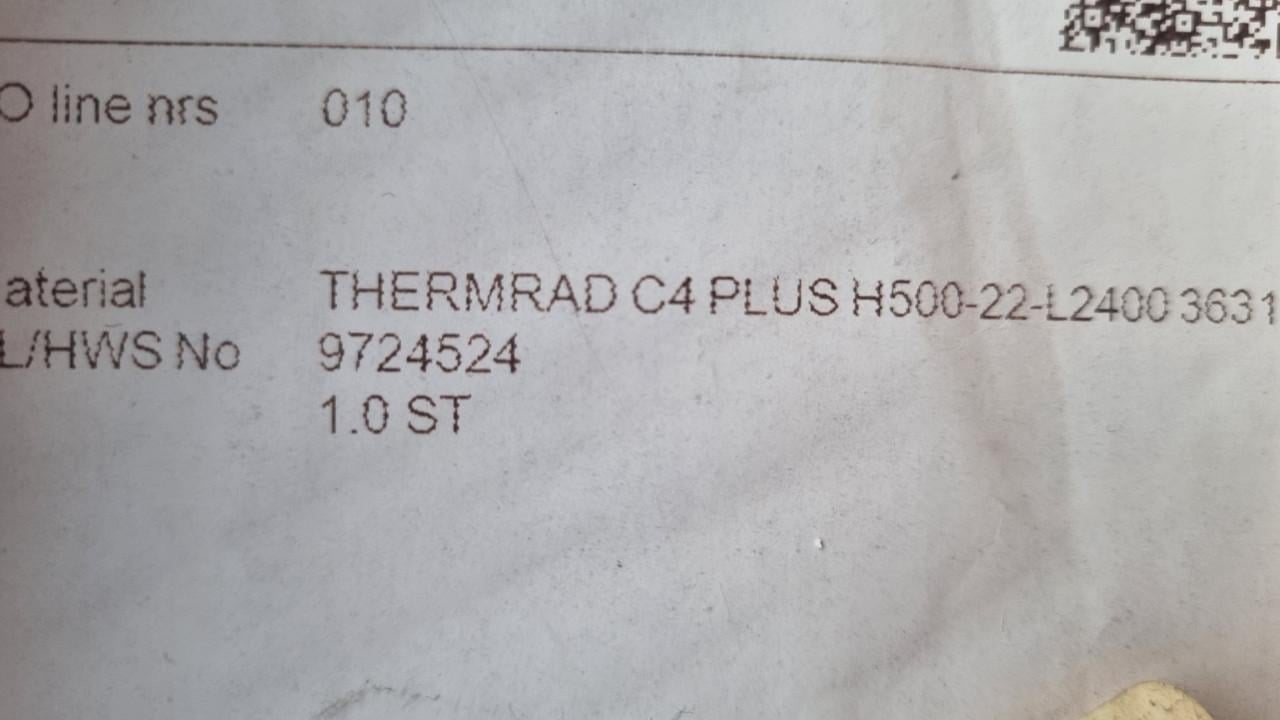 O line nrs 010
aterial THERMRAD C4 PLUS H500-22-L2400 3631
L/HWS No 9724524
1.0 ST